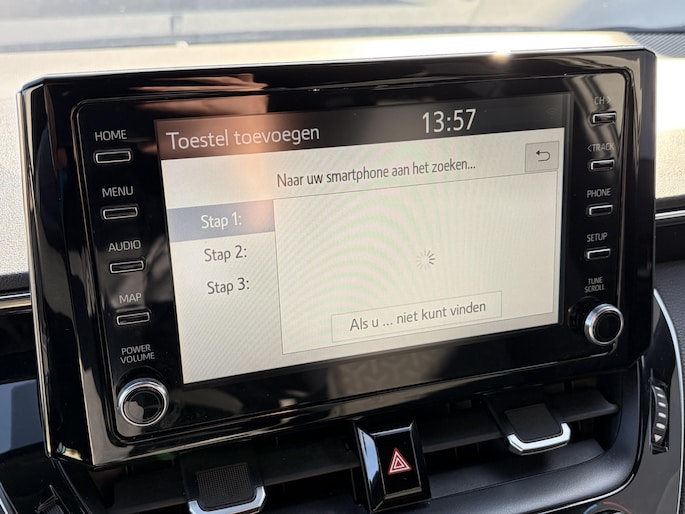 HOME
MENU
AUDIO
MAP
POWER
VOLUME
Toestel toevoegen 13:57
Naar uw smartphone aan het zoeken...
Stap 1:
Stap 2:
Stap 3:
Als u ... niet kunt vinden
CH >
< TRACK
PHONE
SETUP
TUNE
SCROLL